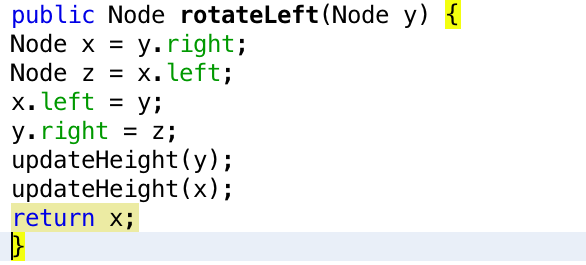 public Node rotateLeft(Node y) {
Node x = y.right;
Node z = x.left;
x.left = y;
y.right = z;
updateHeight(y);
updateHeight(x);
return x;
}